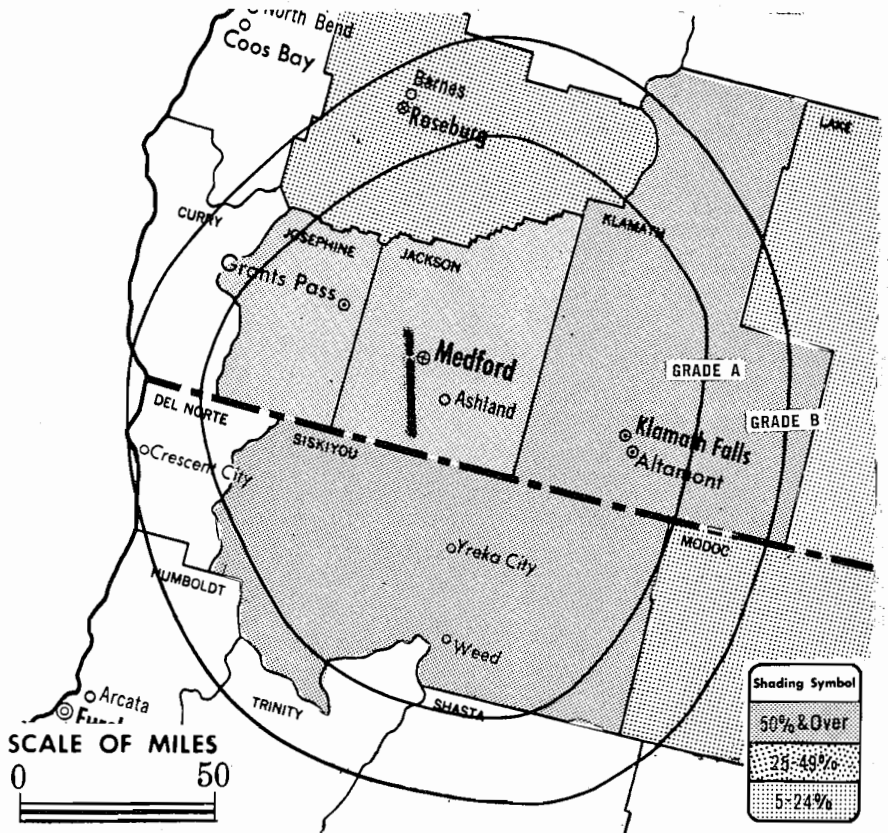 North Bend
Coos Bay
Barnes
Roseburg
LAKE
CURRY
KLAMATH
JOSEPHINE
JACKSON
Grants Pass
Medford
GRADE A
Ashland
DEL NORTE
GRADE B
Klamath Falls
SISKIYOU
Altamont
Crescent City
MODOC
Yreka City
HUMBOLDT
Weed
Arcata
TRINITY
SHASTA
Shading Symbol
50% & Over
25-49%
5-24%
SCALE OF MILES
0 50